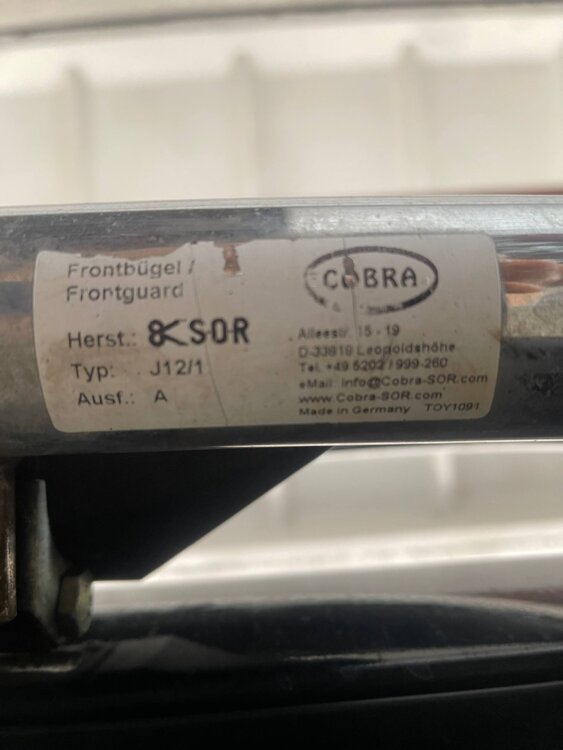 Frontbügel /
Frontguard
Herst.: SOR
Typ: J12/1
Ausf.: A
COBRA
Alleestr. 15 - 19
D-33818 Leopoldshöhe
Tel. +49 5202 / 999-260
eMail: Info@Cobra-SOR.com
www.Cobra-SOR.com
Made in Germany TOY1091